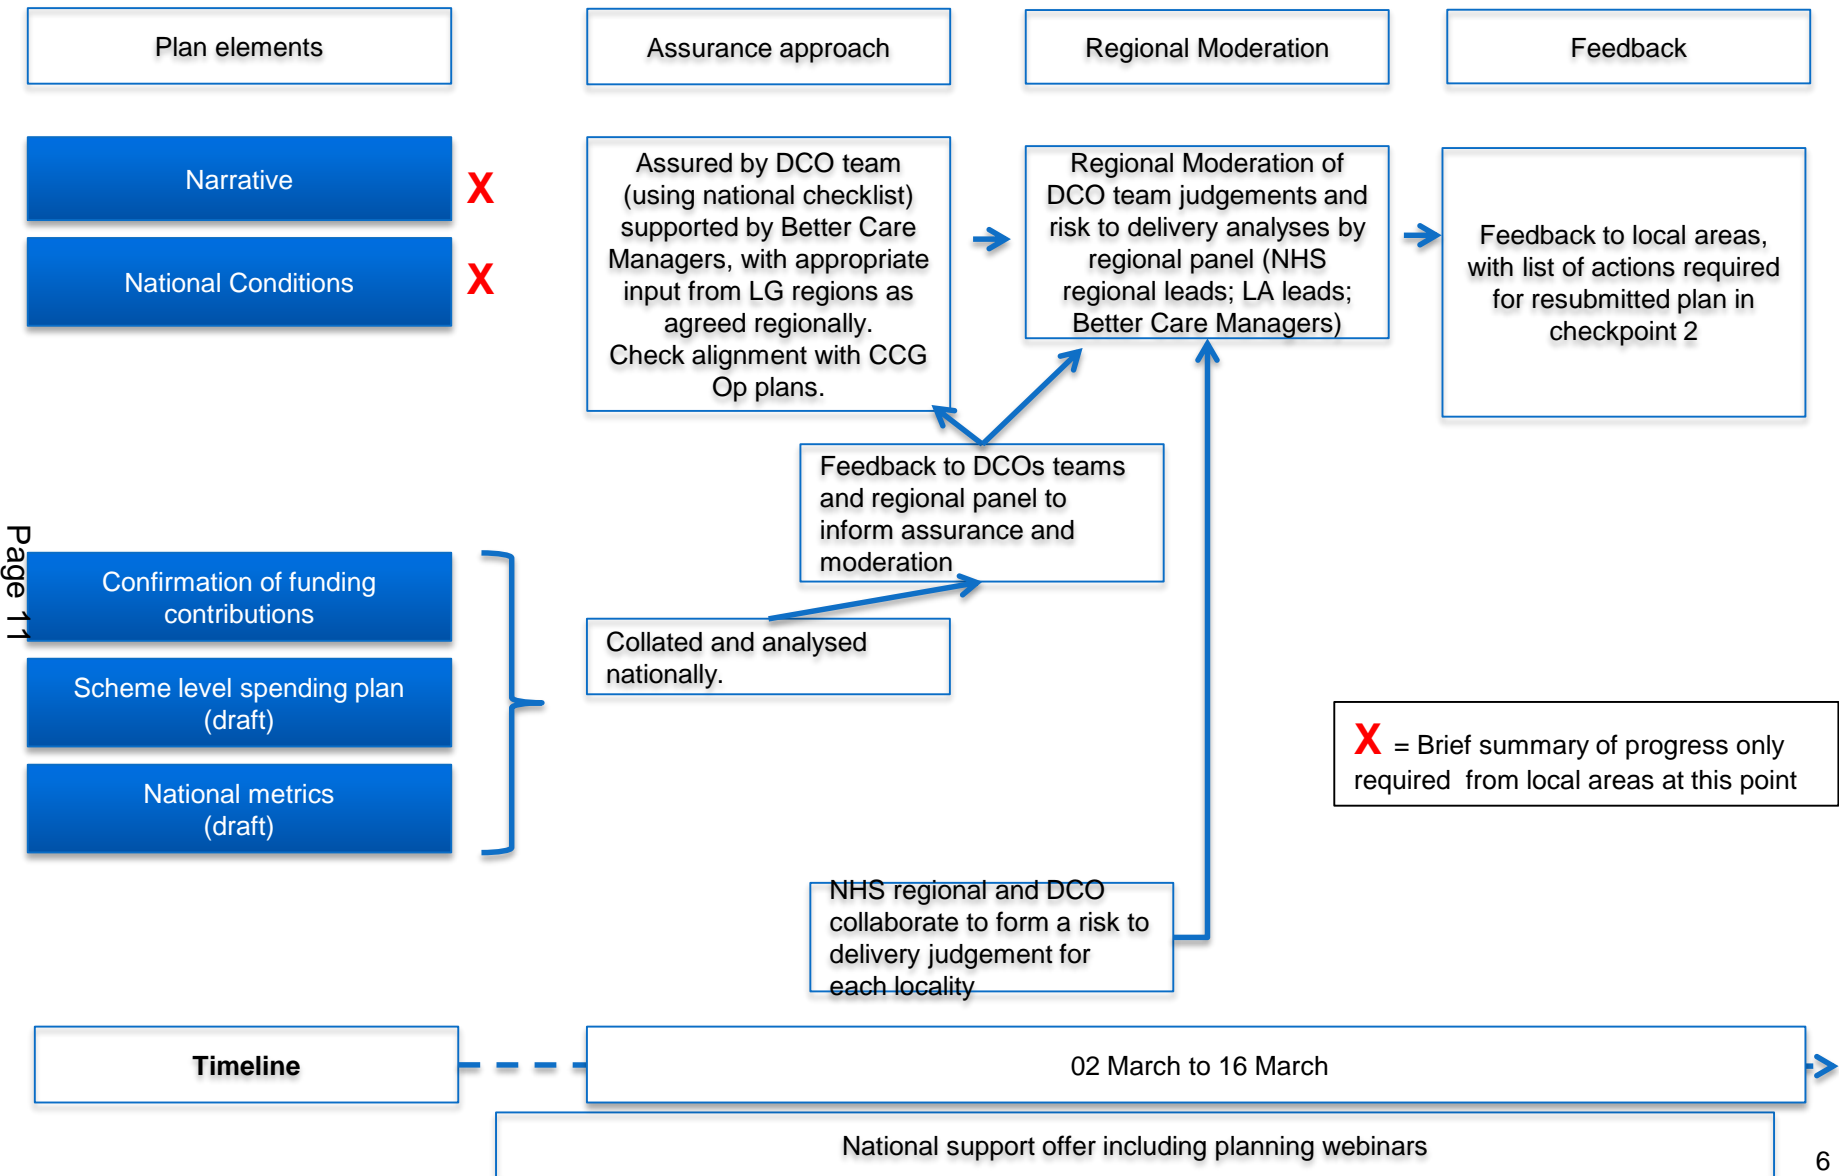 Plan elements
Assurance approach
Regional Moderation
Feedback
Narrative
X
National Conditions
X
Assured by DCO team
(using national checklist)
supported by Better Care
Managers, with appropriate
input from LG regions as
agreed regionally.
Check alignment with CCG
Op plans.
Regional Moderation of
DCO team judgements and
risk to delivery analyses by
regional panel (NHS
regional leads; LA leads;
Better Care Managers)
Feedback to local areas,
with list of actions required
for resubmitted plan in
checkpoint 2
Feedback to DCOs teams
and regional panel to
inform assurance and
moderation
Page 11
Confirmation of funding
contributions
Scheme level spending plan
(draft)
National metrics
(draft)
Collated and analysed
nationally.
X = Brief summary of progress only
required from local areas at this point
NHS regional and DCO
collaborate to form a risk to
delivery judgement for
each locality
Timeline
02 March to 16 March
National support offer including planning webinars
6